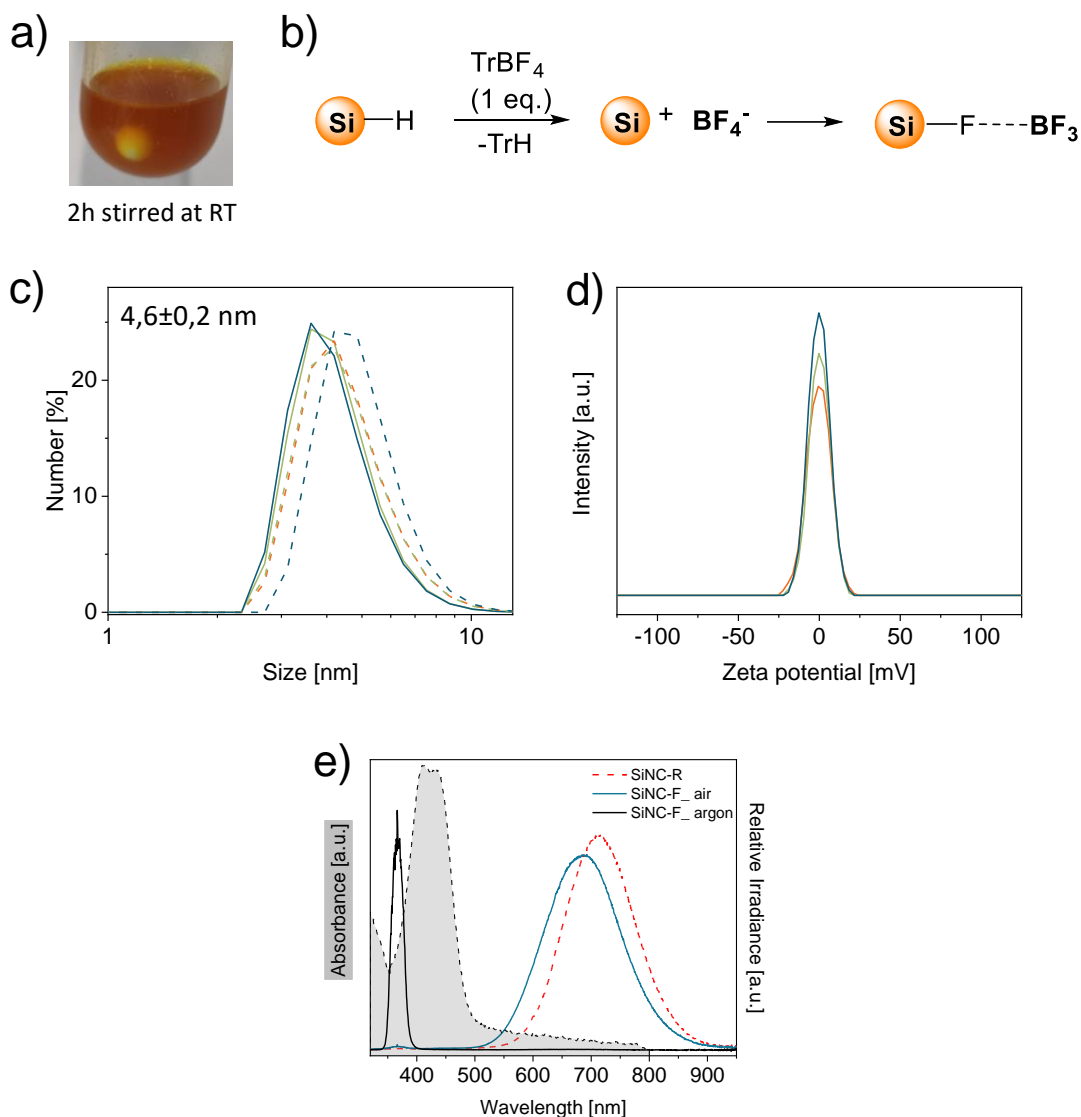 a)
2h stirred at RT
b)
Si H
TrBF4
(1 eq.)
-TrH
Si + BF4-
Si F BF3
c)
4,6±0,2 nm
Number [%]
20
10
0
1 10
Size [nm]
d)
Intensity [a.u.]
-100 -50 0 50 100
Zeta potential [mV]
e)
SiNC-R
SiNC-F_ air
SiNC-F_ argon
Absorbance [a.u.]
Relative Irradiance [a.u.]
400 500 600 700 800 900
Wavelength [nm]